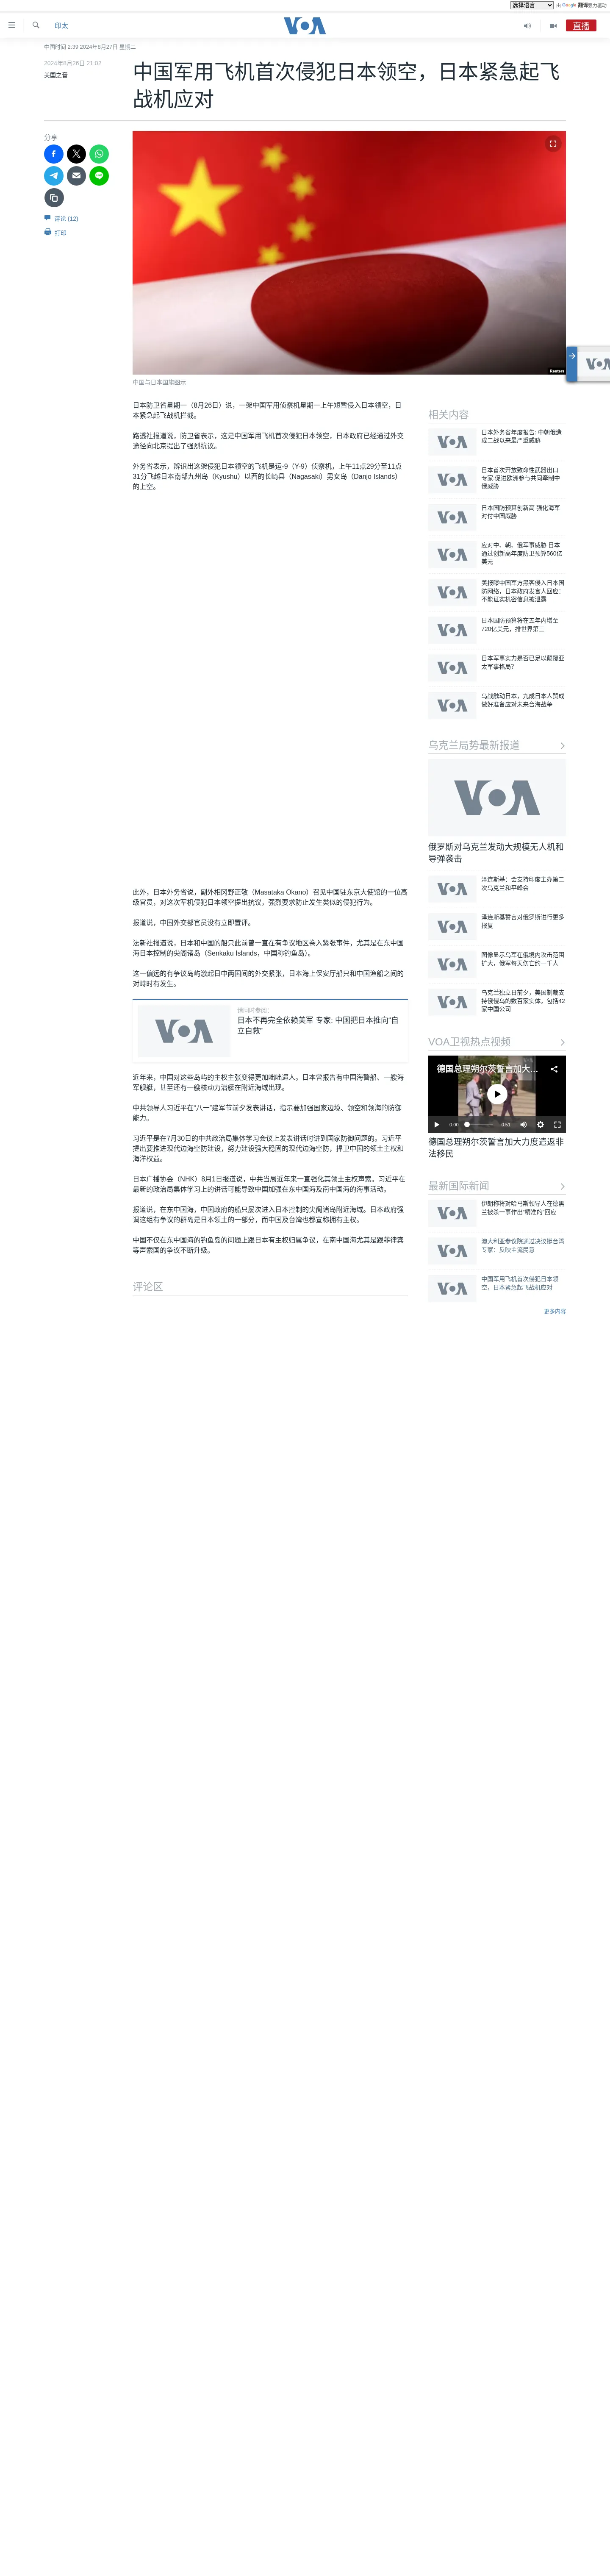 选择语言
由 Google 翻译强力驱动
印太
VOA
直播
中国时间 2:39 2024年8月27日 星期二
2024年8月26日 21:02
美国之音
中国军用飞机首次侵犯日本领空，日本紧急起飞
战机应对
分享
评论 (12)
打印
Reuters
中国与日本国旗图示
日本防卫省星期一（8月26日）说，一架中国军用侦察机星期一上午短暂侵入日本领空，日
本紧急起飞战机拦截。
路透社报道说，防卫省表示，这是中国军用飞机首次侵犯日本领空，日本政府已经通过外交
途径向北京提出了强烈抗议。
外务省表示，辨识出这架侵犯日本领空的飞机是运-9（Y-9）侦察机，上午11点29分至11点
31分飞越日本南部九州岛（Kyushu）以西的长崎县（Nagasaki）男女岛（Danjo Islands）
的上空。
此外，日本外务省说，副外相冈野正敬（Masataka Okano）召见中国驻东京大使馆的一位高
级官员，对这次军机侵犯日本领空提出抗议，强烈要求防止发生类似的侵犯行为。
报道说，中国外交部官员没有立即置评。
法新社报道说，日本和中国的船只此前曾一直在有争议地区卷入紧张事件，尤其是在东中国
海日本控制的尖阁诸岛（Senkaku Islands，中国称钓鱼岛）。
这一偏远的有争议岛屿激起日中两国间的外交紧张，日本海上保安厅船只和中国渔船之间的
对峙时有发生。
VOA
请同时参阅:
日本不再完全依赖美军 专家: 中国把日本推向“自
立自救”
近年来，中国对这些岛屿的主权主张变得更加咄咄逼人。日本曾报告有中国海警船、一艘海
军舰艇，甚至还有一艘核动力潜艇在附近海域出现。
中共领导人习近平在“八一”建军节前夕发表讲话，指示要加强国家边境、领空和领海的防御
能力。
习近平是在7月30日的中共政治局集体学习会议上发表讲话时讲到国家防御问题的。习近平
提出要推进现代边海空防建设，努力建设强大稳固的现代边海空防，捍卫中国的领土主权和
海洋权益。
日本广播协会（NHK）8月1日报道说，中共当局近年来一直强化其领土主权声索。习近平在
最新的政治局集体学习上的讲话可能导致中国加强在东中国海及南中国海的海事活动。
报道说，在东中国海，中国政府的船只屡次进入日本控制的尖阁诸岛附近海域。日本政府强
调这组有争议的群岛是日本领土的一部分，而中国及台湾也都宣称拥有主权。
中国不仅在东中国海的钓鱼岛的问题上跟日本有主权归属争议，在南中国海尤其是跟菲律宾
等声索国的争议不断升级。
评论区
相关内容
VOA
日本外务省年度报告: 中朝俄造
成二战以来最严重威胁
VOA
日本首次开放致命性武器出口
专家:促进欧洲参与共同牵制中
俄威胁
VOA
日本国防预算创新高 强化海军
对付中国威胁
VOA
应对中、朝、俄军事威胁 日本
通过创新高年度防卫预算560亿
美元
VOA
美报曝中国军方黑客侵入日本国
防网络，日本政府发言人回应：
不能证实机密信息被泄露
VOA
日本国防预算将在五年内增至
720亿美元，排世界第三
VOA
日本军事实力是否已足以颠覆亚
太军事格局？
VOA
乌战触动日本，九成日本人赞成
做好准备应对未来台海战争
乌克兰局势最新报道
VOA
俄罗斯对乌克兰发动大规模无人机和
导弹袭击
VOA
泽连斯基：会支持印度主办第二
次乌克兰和平峰会
VOA
泽连斯基誓言对俄罗斯进行更多
报复
VOA
图像显示乌军在俄境内攻击范围
扩大，俄军每天伤亡约一千人
VOA
乌克兰独立日前夕，美国制裁支
持俄侵乌的数百家实体，包括42
家中国公司
VOA卫视热点视频
德国总理朔尔茨誓言加大...
0:00
0:51
德国总理朔尔茨誓言加大力度遣返非
法移民
最新国际新闻
VOA
伊朗称将对哈马斯领导人在德黑
兰被杀一事作出“精准的”回应
VOA
澳大利亚参议院通过决议挺台湾
专家：反映主流民意
VOA
中国军用飞机首次侵犯日本领
空，日本紧急起飞战机应对
更多内容